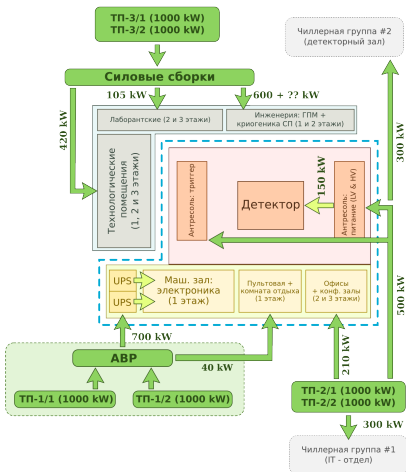 ТП-3/1 (1000 kW)
ТП-3/2 (1000 kW)
Чиллерная группа #2
(детекторный зал)
Силовые сборки
105 kW
600 + ?? kW
420 kW
Лаборантские (2 и 3 этажи)
Инженерия: ГПМ +
криогеника СП (1 и 2 этажи)
300 kW
Технологические
помещения
(1, 2 и 3 этажи)
Антресоль: триггер
Детектор
150 kW
Антресоль:
питание (LV & HV)
UPS
UPS
Маш. зал:
электроника
(1 этаж)
Пультовая +
комната отдыха
(1 этаж)
Офисы
+ конф. залы
(2 и 3 этажи)
500 kW
700 kW
АВР
40 kW
210 kW
ТП-1/1 (1000 kW)
ТП-1/2 (1000 kW)
ТП-2/1 (1000 kW)
ТП-2/2 (1000 kW)
300 kW
Чиллерная группа #1
(IT - отдел)